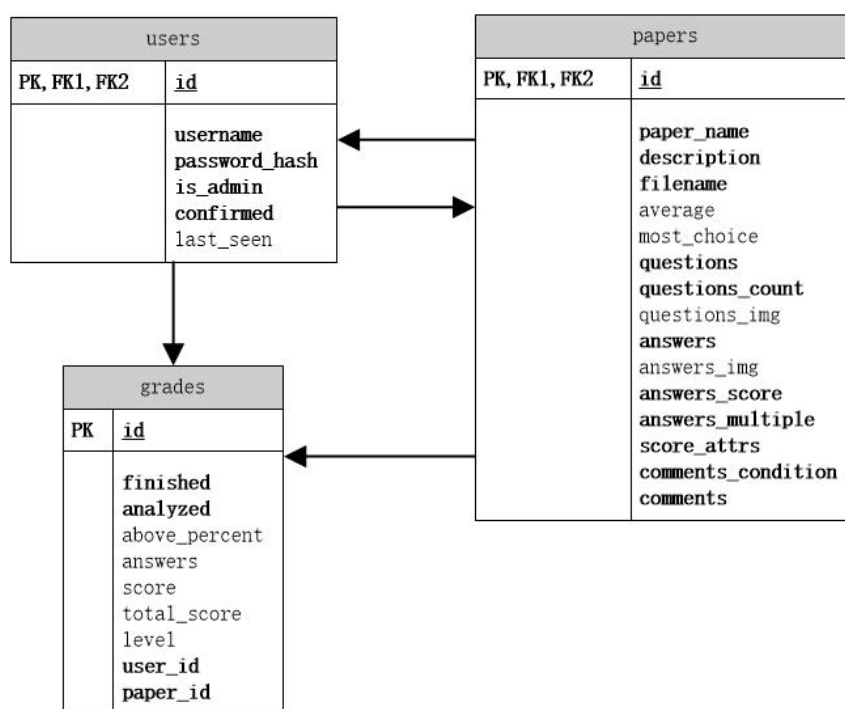 users
PK, FK1, FK2 id
username
password_hash
is_admin
confirmed
last_seen
papers
PK, FK1, FK2 id
paper_name
description
filename
average
most_choice
questions
questions_count
questions_img
answers
answers_img
answers_score
answers_multiple
score_attrs
comments_condition
comments
grades
PK id
finished
analyzed
above_percent
answers
score
total_score
level
user_id
paper_id